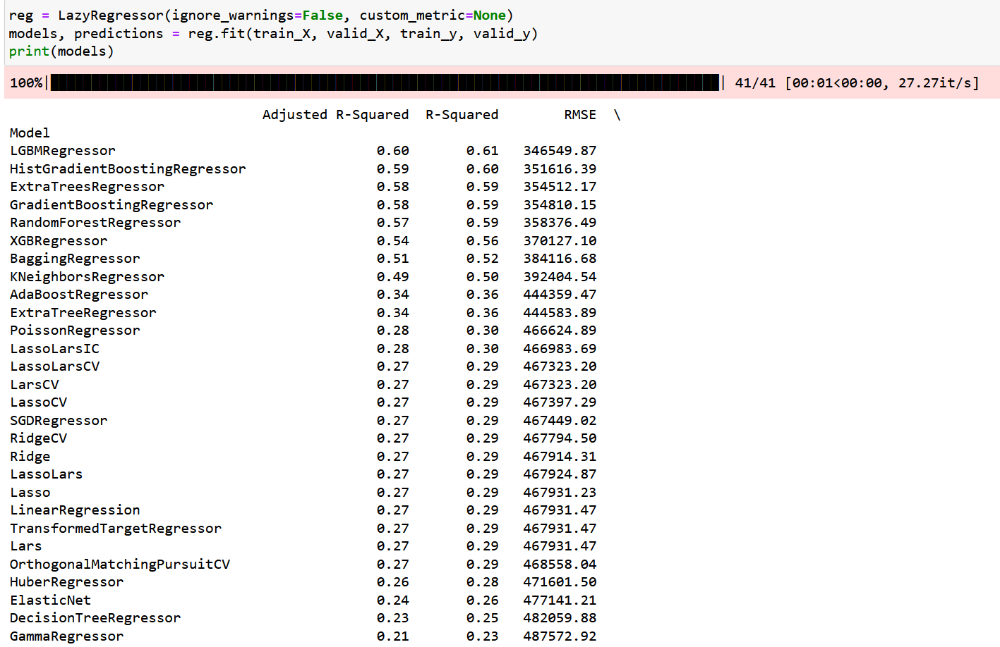 reg = LazyRegressor(ignore_warnings=False, custom_metric=None)
models, predictions = reg.fit(train_X, valid_X, train_y, valid_y)
print(models)
100%| | 41/41 [00:01<00:00, 27.27it/s]
Adjusted R-Squared R-Squared RMSE \
Model
LGBMRegressor 0.60 0.61 346549.87
HistGradientBoostingRegressor 0.59 0.60 351616.39
ExtraTreesRegressor 0.58 0.59 354512.17
GradientBoostingRegressor 0.58 0.59 354810.15
RandomForestRegressor 0.57 0.59 358376.49
XGBRegressor 0.54 0.56 370127.10
BaggingRegressor 0.51 0.52 384116.68
KNeighborsRegressor 0.49 0.50 392404.54
AdaBoostRegressor 0.34 0.36 444359.47
ExtraTreeRegressor 0.34 0.36 444583.89
PoissonRegressor 0.28 0.30 466624.89
LassoLarsIC 0.28 0.30 466983.69
LassoLarsCV 0.27 0.29 467323.20
LarsCV 0.27 0.29 467323.20
LassoCV 0.27 0.29 467397.29
SGDRegressor 0.27 0.29 467449.02
RidgeCV 0.27 0.29 467794.50
Ridge 0.27 0.29 467914.31
LassoLars 0.27 0.29 467924.87
Lasso 0.27 0.29 467931.23
LinearRegression 0.27 0.29 467931.47
TransformedTargetRegressor 0.27 0.29 467931.47
Lars 0.27 0.29 467931.47
OrthogonalMatchingPursuitCV 0.27 0.29 468558.04
HuberRegressor 0.26 0.28 471601.50
ElasticNet 0.24 0.26 477141.21
DecisionTreeRegressor 0.23 0.25 482059.88
GammaRegressor 0.21 0.23 487572.92